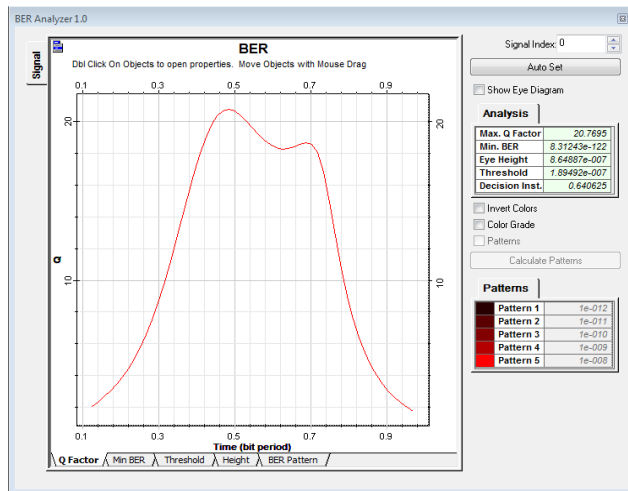 BER Analyzer 1.0
Signal
BER
Dbl Click On Objects to open properties. Move Objects with Mouse Drag
0.1 0.3 0.5 0.7 0.9
20 20
Q
10 10
0.1 0.3 0.5 0.7 0.9
Time (bit period)
Q Factor Min BER Threshold Height BER Pattern
Signal Index: 0
Auto Set
Show Eye Diagram
Analysis
Max. Q Factor 20.7695
Min. BER 8.31243e-122
Eye Height 8.64887e-007
Threshold 1.89492e-007
Decision Inst. 0.640625
Invert Colors
Color Grade
Patterns
Calculate Patterns
Patterns
Pattern 1 1e-012
Pattern 2 1e-011
Pattern 3 1e-010
Pattern 4 1e-009
Pattern 5 1e-008